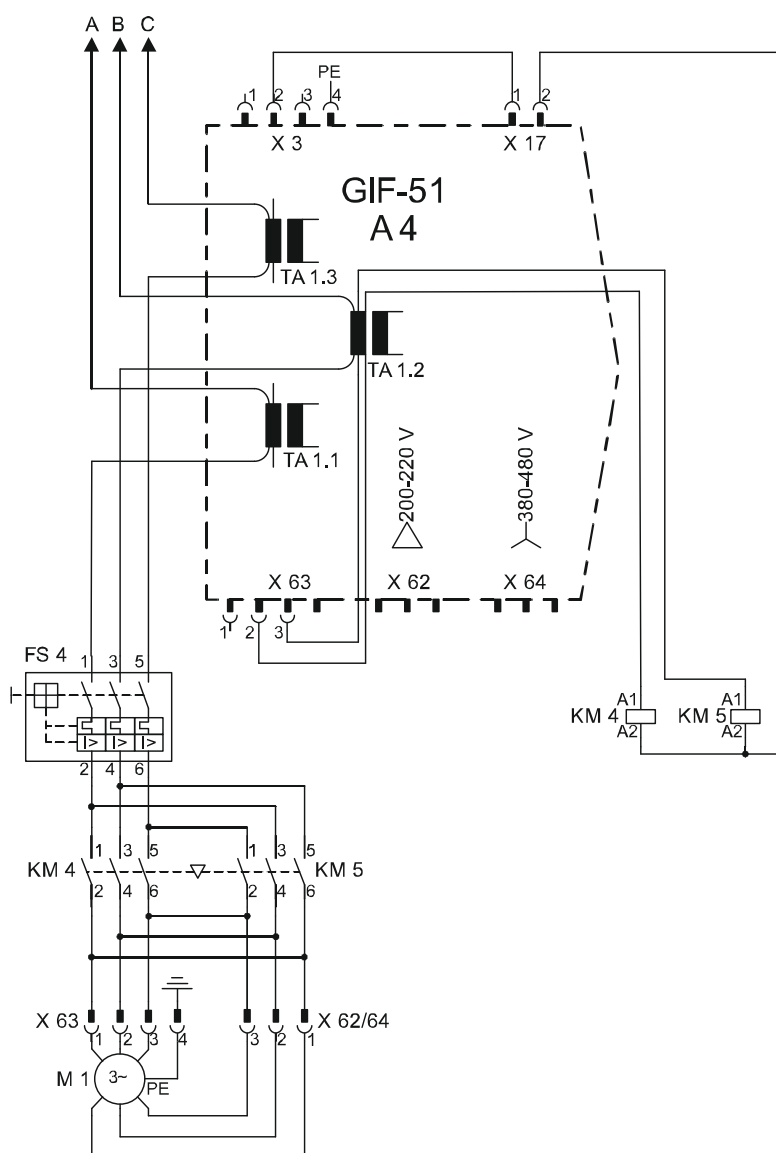 A B C
PE
1 2 3 4 1 2
X 3 X 17
GIF-51
A 4
TA 1.3
TA 1.2
TA 1.1
200-220 V 380-480 V
X 63 X 62 X 64
1 2 3
FS 4 1 3 5
I> I> I>
2 4 6
A1 A1
KM 4 KM 5
A2 A2
1 3 5 1 3 5
KM 4 KM 5
2 4 6 2 4 6
X 63 X 62/64
1 2 3 4 3 2 1
M 1 3~ PE